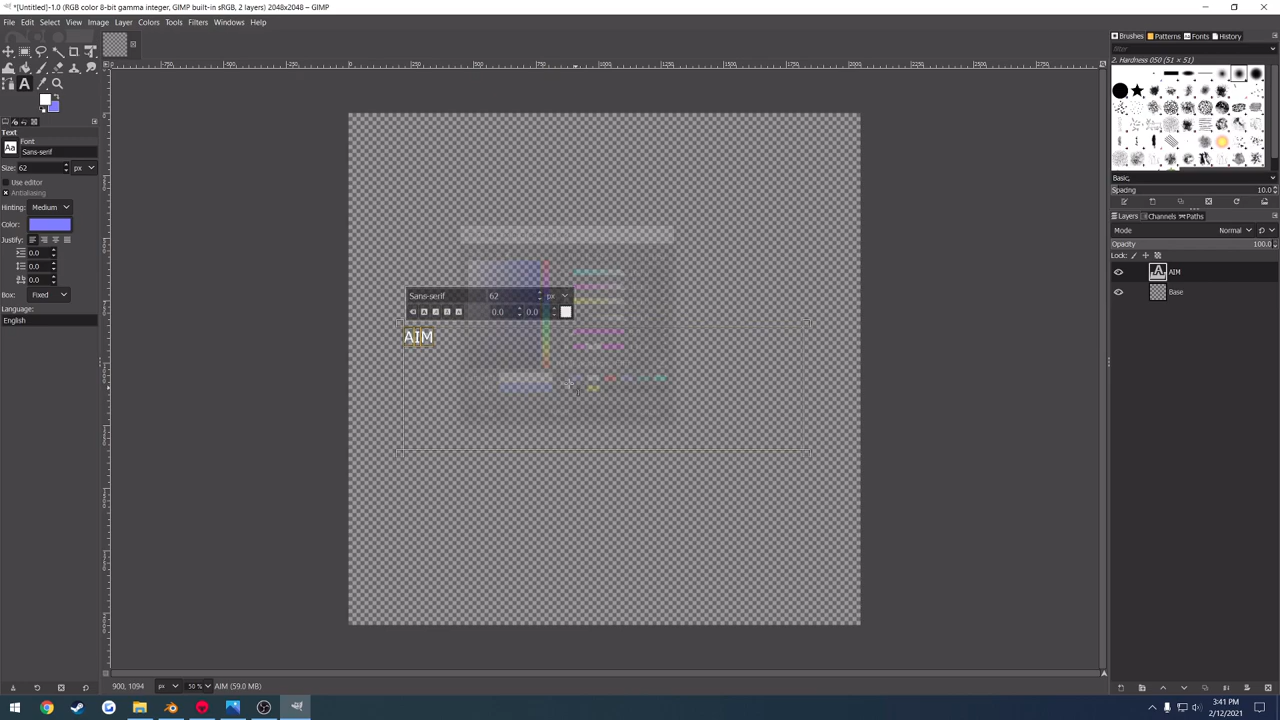 *[Untitled]-1.0 (RGB color 8-bit gamma integer, GIMP built-in sRGB, 2 layers) 2048x2048 – GIMP
File Edit Select View Image Layer Colors Tools Filters Windows Help
Brushes Patterns Fonts History
filter
2. Hardness 050 (51 × 51)
Text
Font
Aa Sans-serif
Size: 62 px
Use editor
Antialiasing
Hinting: Medium
Color:
Justify:
0.0
0.0
0.0
Box: Fixed
Language:
English
Sans-serif 62 px
0.0 0.0
AIM
Basic,
Spacing 10.0
Layers Channels Paths
Mode Normal
Opacity 100.0
Lock:
AIM
Base
900, 1094 px 50 % AIM (59.0 MB)
3:41 PM
2/12/2021